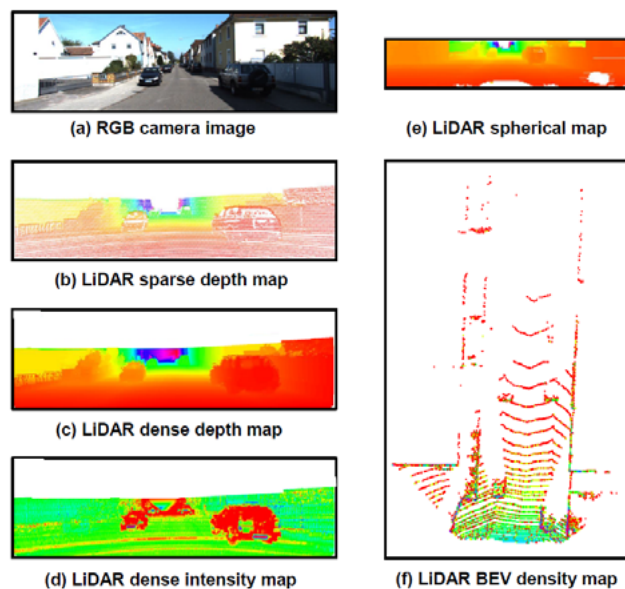 (a) RGB camera image
(b) LiDAR sparse depth map
(c) LiDAR dense depth map
(d) LiDAR dense intensity map
(e) LiDAR spherical map
(f) LiDAR BEV density map